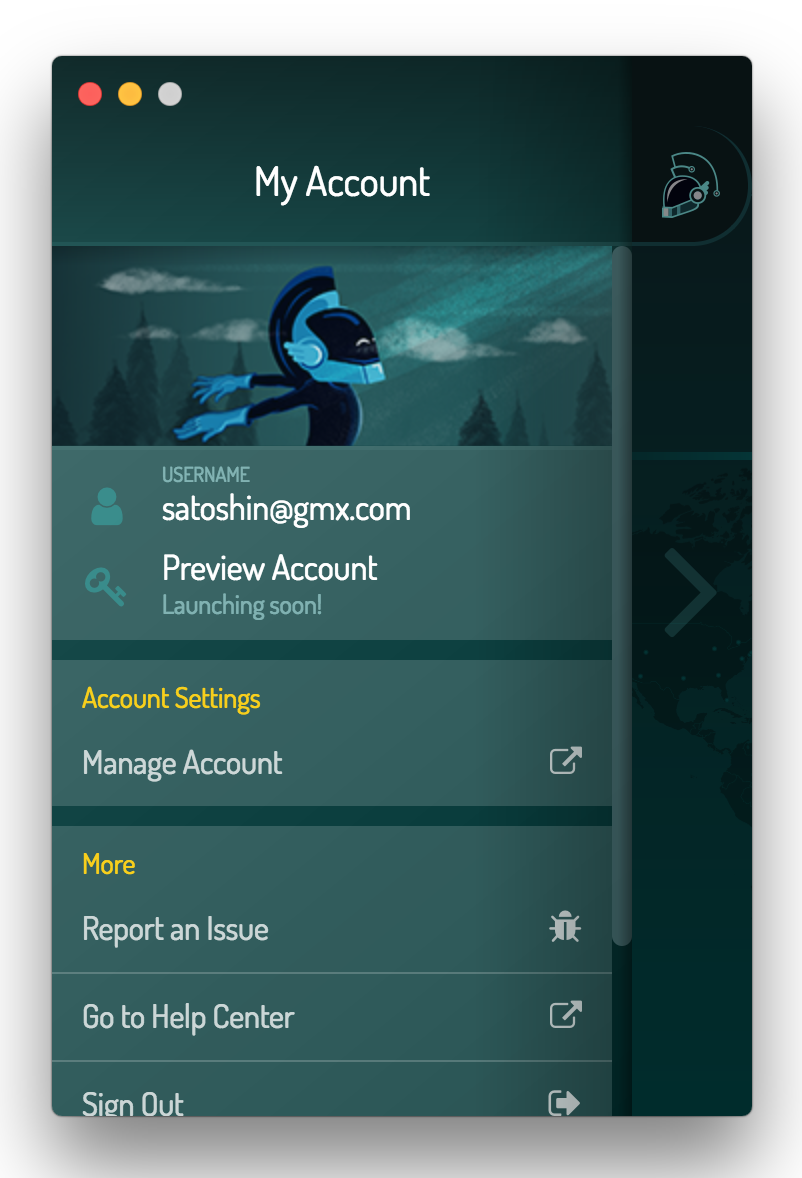 My Account
USERNAME
satoshin@gmx.com
Preview Account
Launching soon!
Account Settings
Manage Account
More
Report an Issue
Go to Help Center
Sign Out